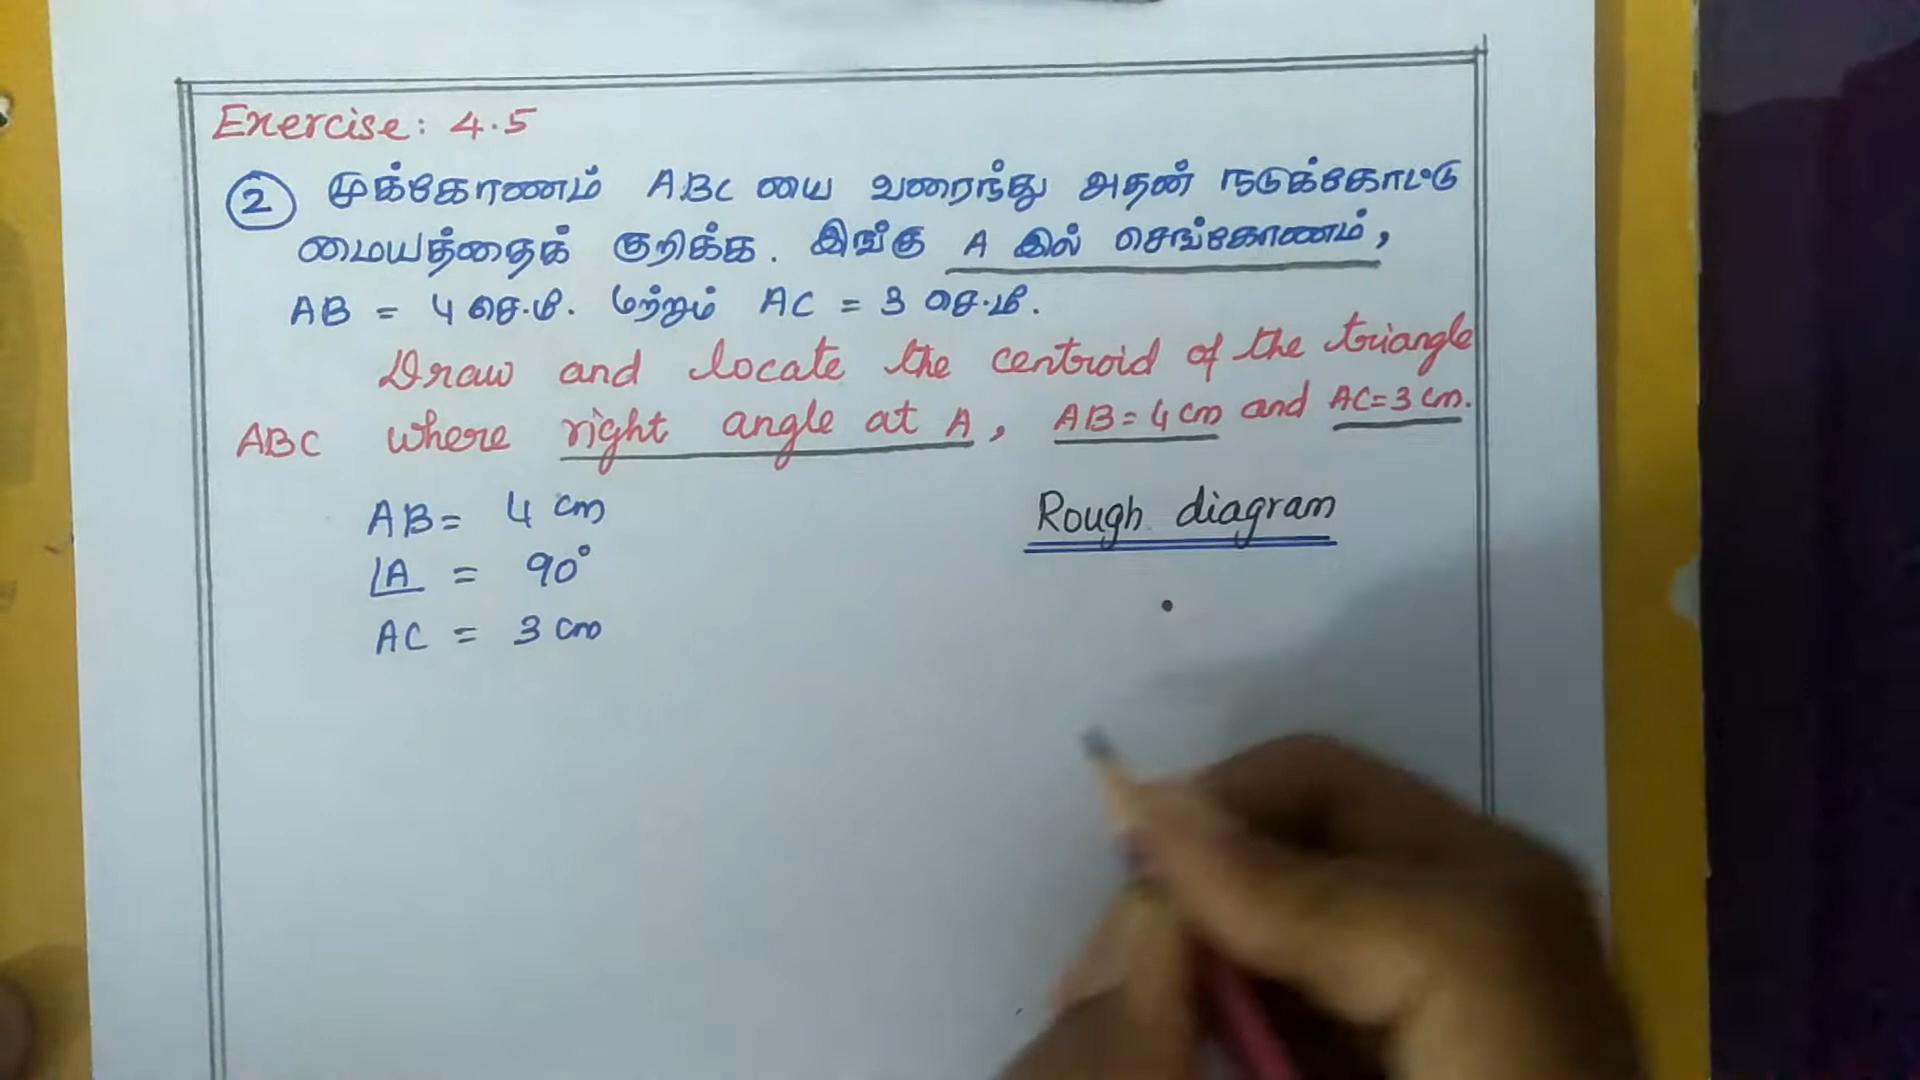 Exercise: 4.5
2 முக்கோணம் ABC யை வரைந்து அதன் நடுக்கோட்டு
மையத்தைக் குறிக்க. இங்கு A இல் செங்கோணம்,
AB = 4 செ.மீ. மற்றும் AC = 3 செ.மீ.
Draw and locate the centroid of the triangle
ABC where right angle at A, AB = 4 cm and AC = 3 cm.
AB = 4 cm
Rough diagram
∠A = 90°
AC = 3 cm